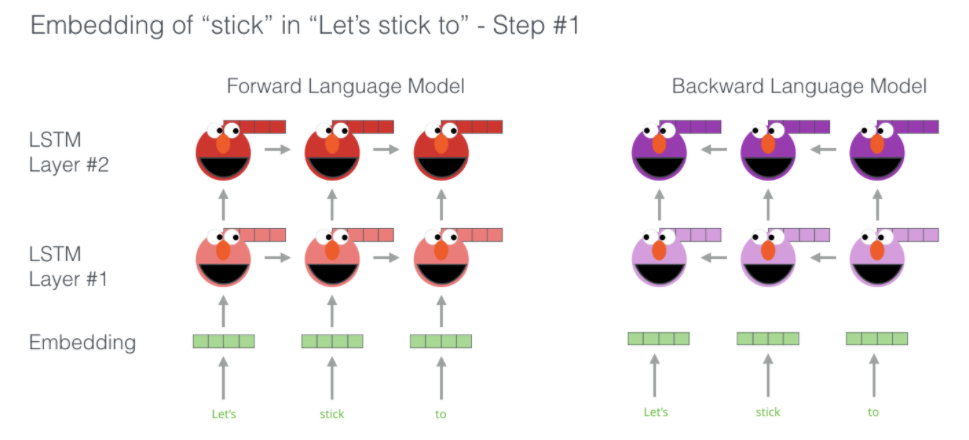 Embedding of “stick” in “Let’s stick to” - Step #1
Forward Language Model
Backward Language Model
LSTM
Layer #2
LSTM
Layer #1
Embedding
Let's
stick
to
Let's
stick
to